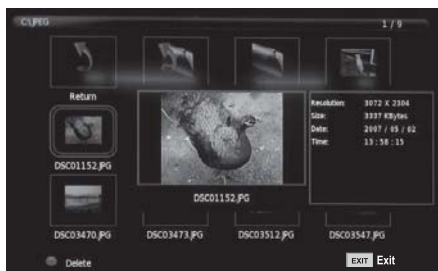 C:\JPEG
1 / 9
Return
Resolution: 3072 X 2304
Size: 3337 KBytes
Date: 2007 / 05 / 02
Time: 13 : 58 : 15
DSC01152.JPG
DSC01152.JPG
DSC03470.JPG DSC03473.JPG DSC03512.JPG DSC03547.JPG
Delete
EXIT Exit